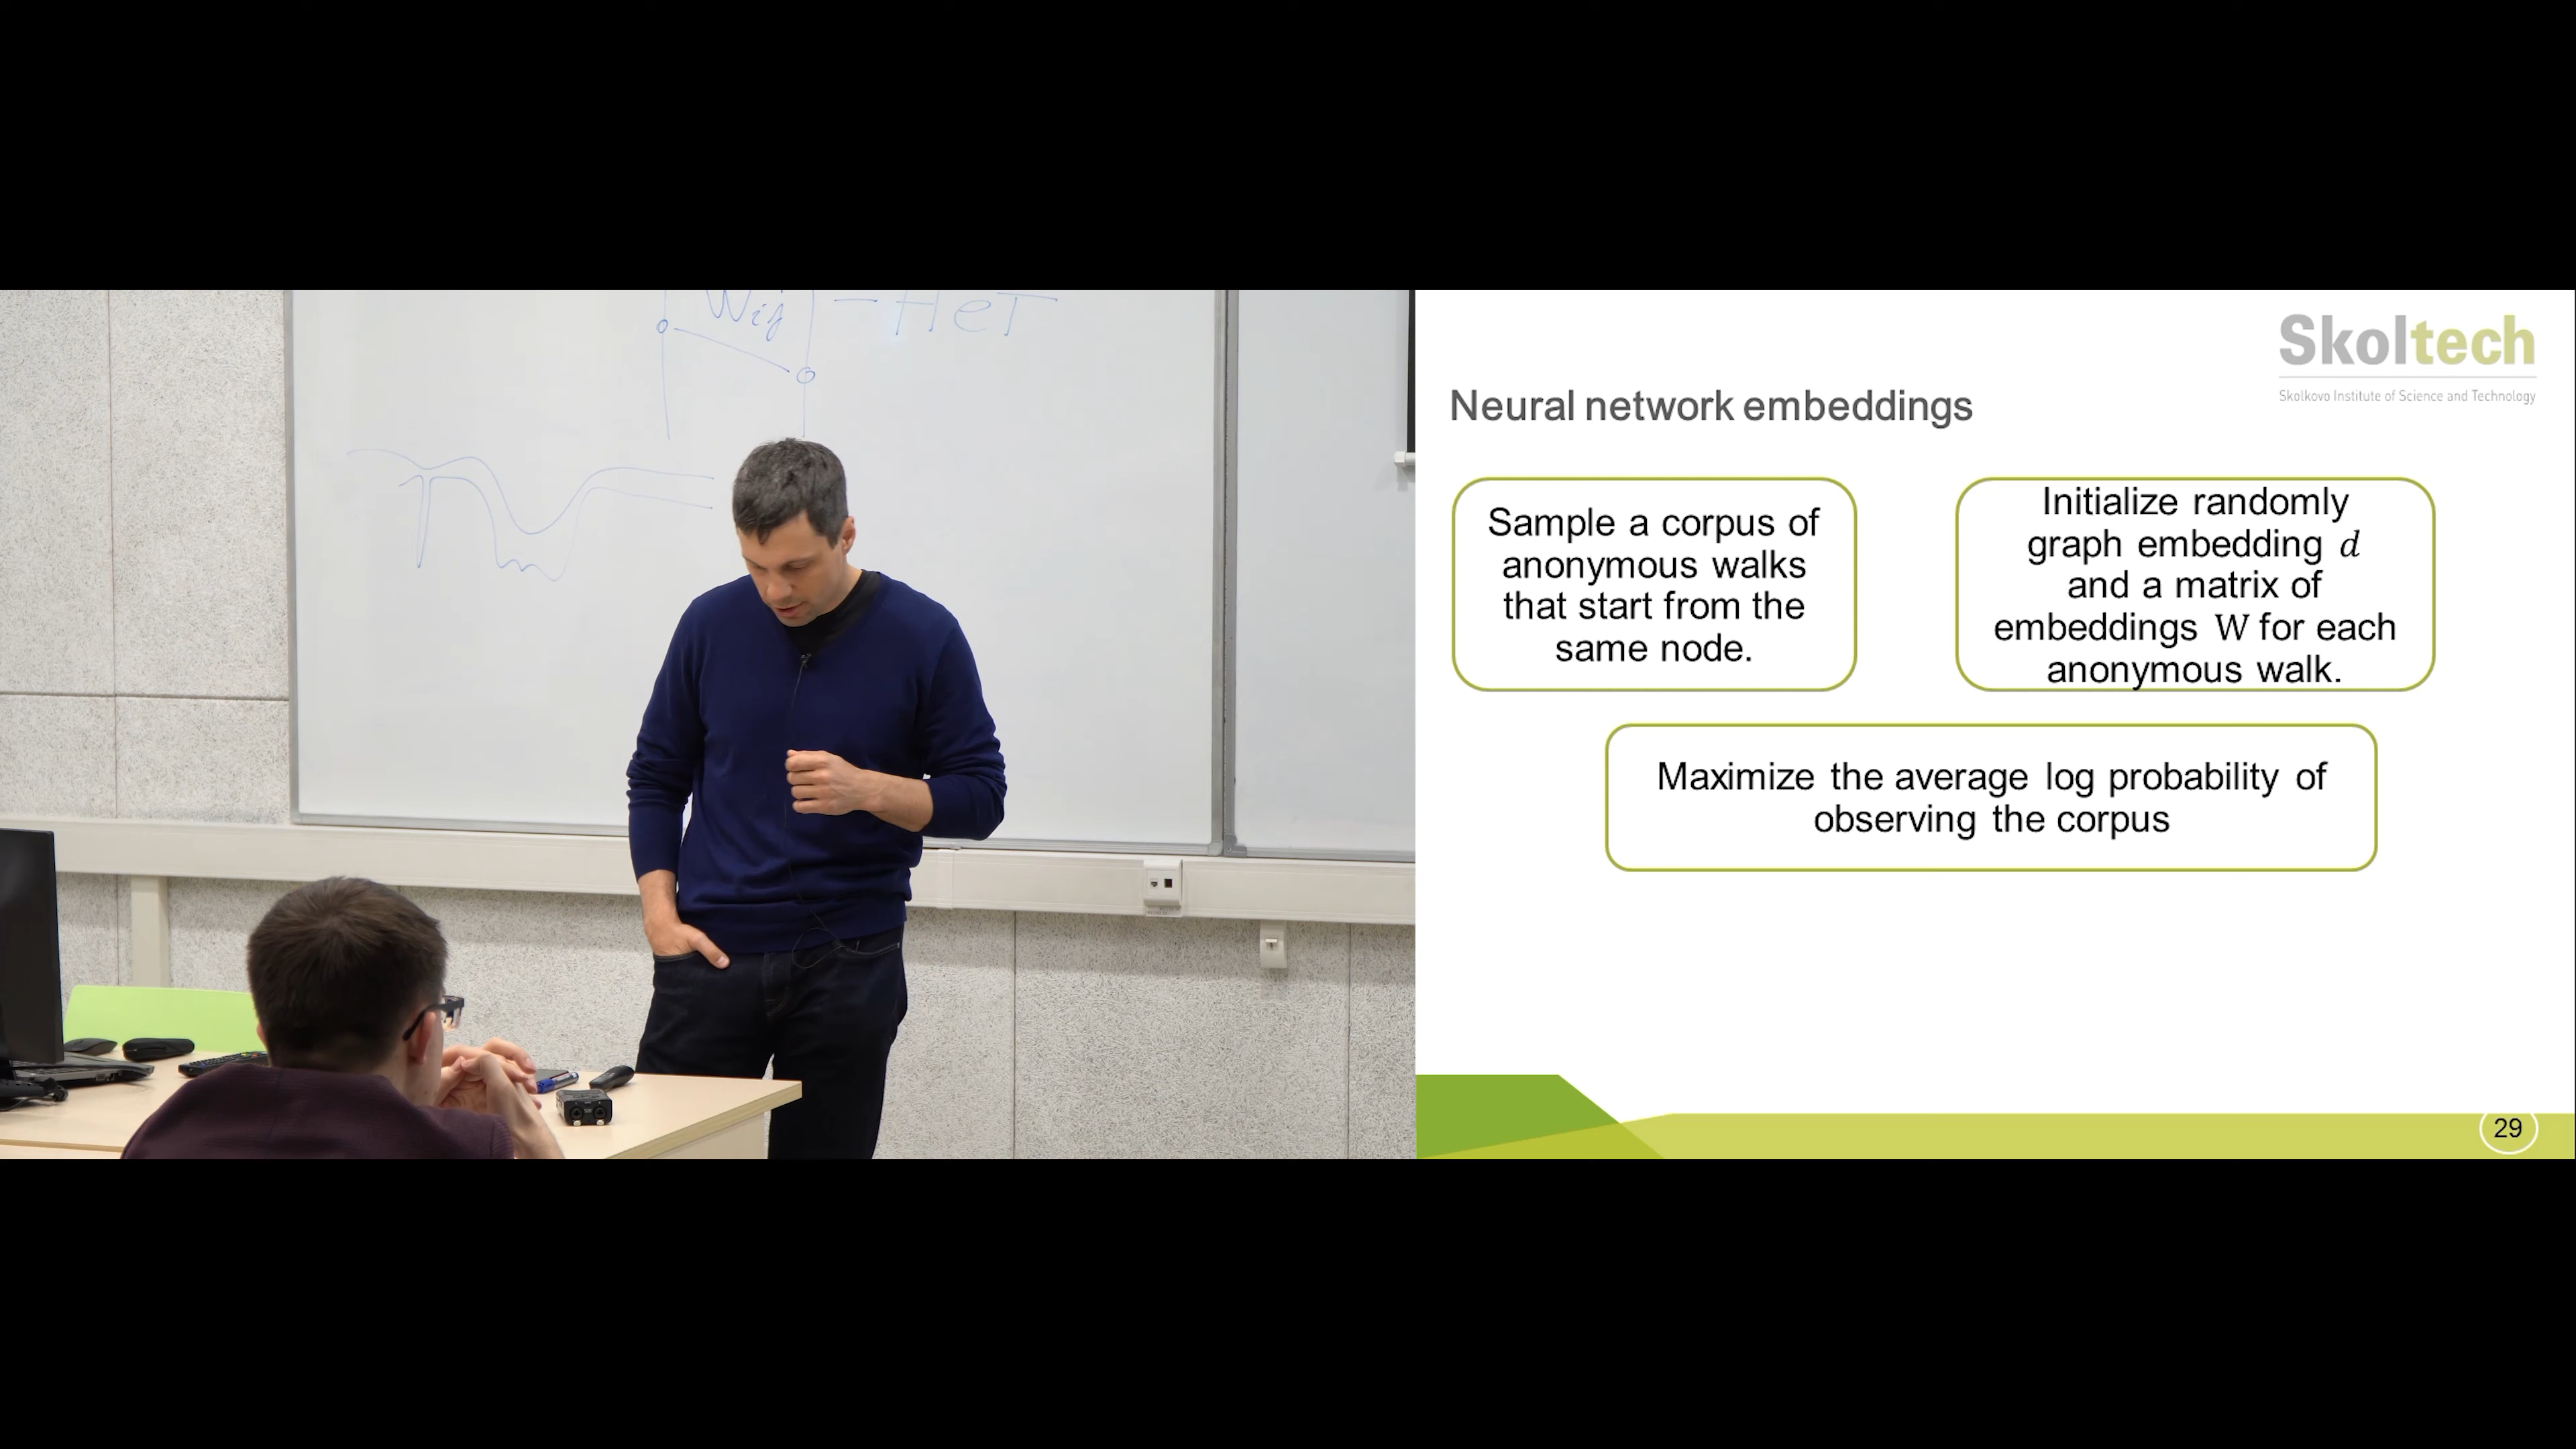 Wij – HeT
Skoltech
Skolkovo Institute of Science and Technology
Neural network embeddings
Sample a corpus of
anonymous walks
that start from the
same node.
Initialize randomly
graph embedding d
and a matrix of
embeddings W for each
anonymous walk.
Maximize the average log probability of
observing the corpus
29